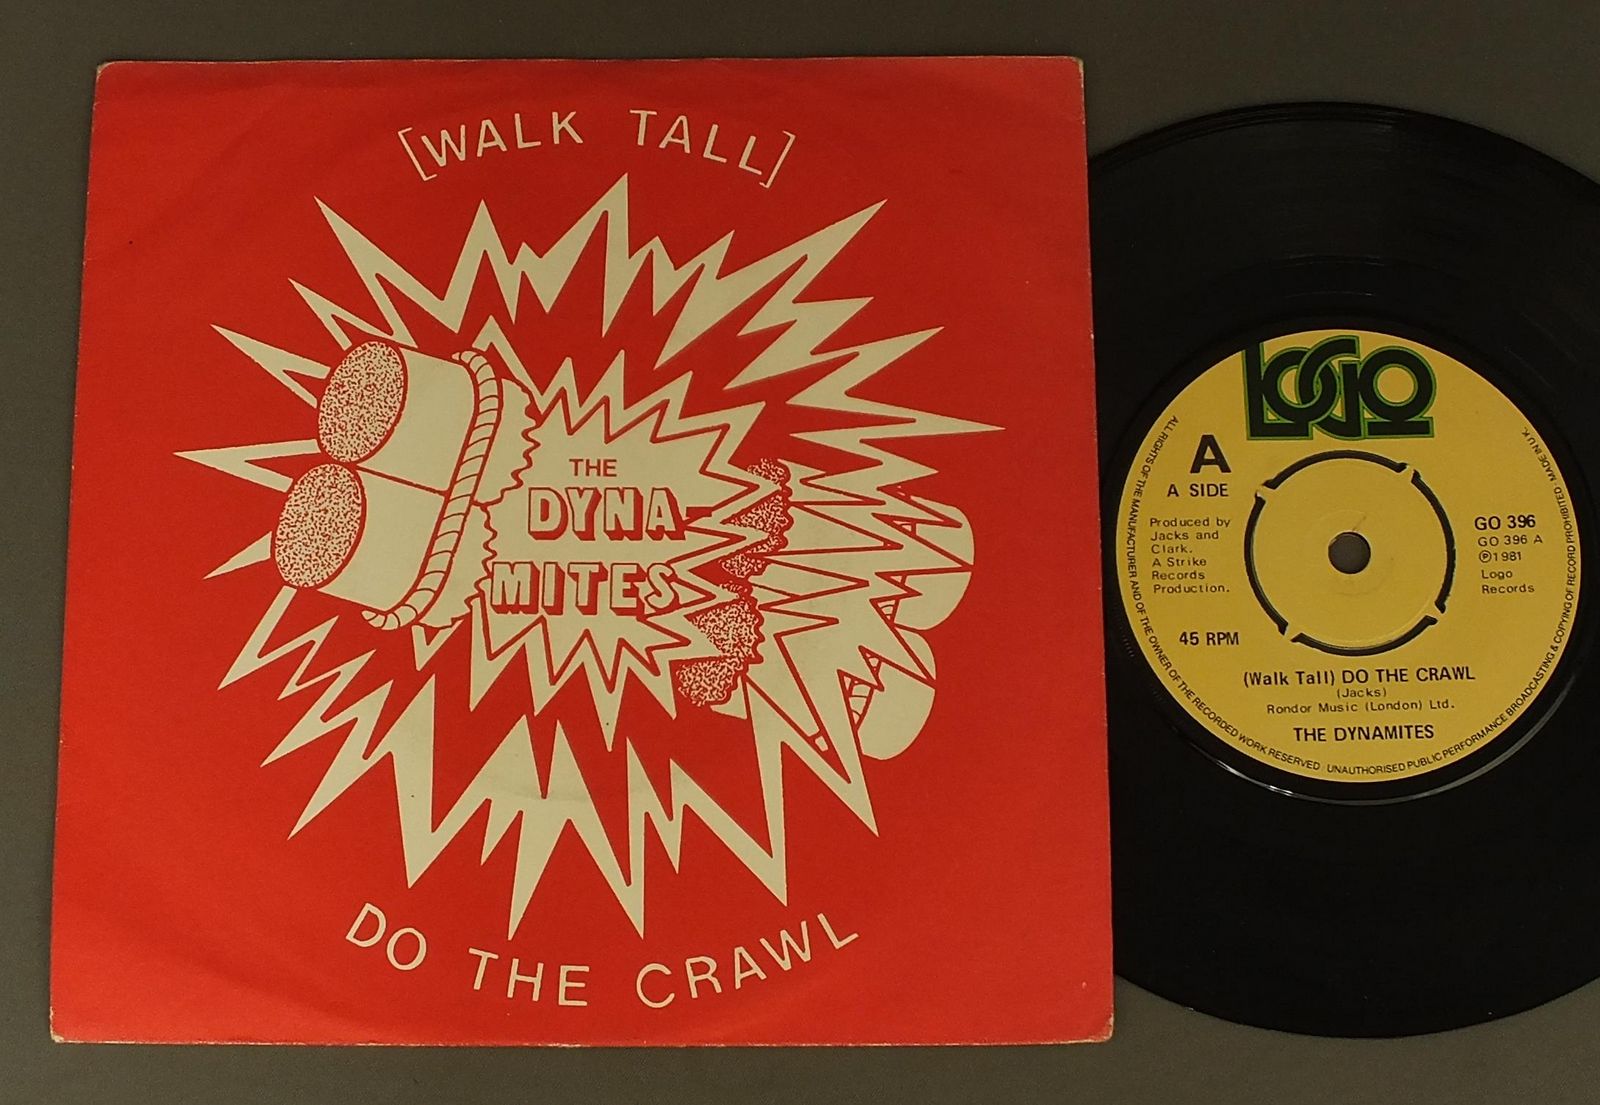 [WALK TALL]
THE
DYNA-
MITES
DO THE CRAWL
LOGO
A
A SIDE
Produced by
Jacks and
Clark.
A Strike
Records
Production.
45 RPM
GO 396
GO 396 A
℗1981
Logo
Records
(Walk Tall) DO THE CRAWL
(Jacks)
Rondor Music (London) Ltd.
THE DYNAMITES
ALL RIGHTS OF THE MANUFACTURER AND OF THE OWNER OF THE RECORDED WORK RESERVED · UNAUTHORISED PUBLIC PERFORMANCE BROADCASTING & COPYING OF RECORD PROHIBITED · MADE IN U.K.